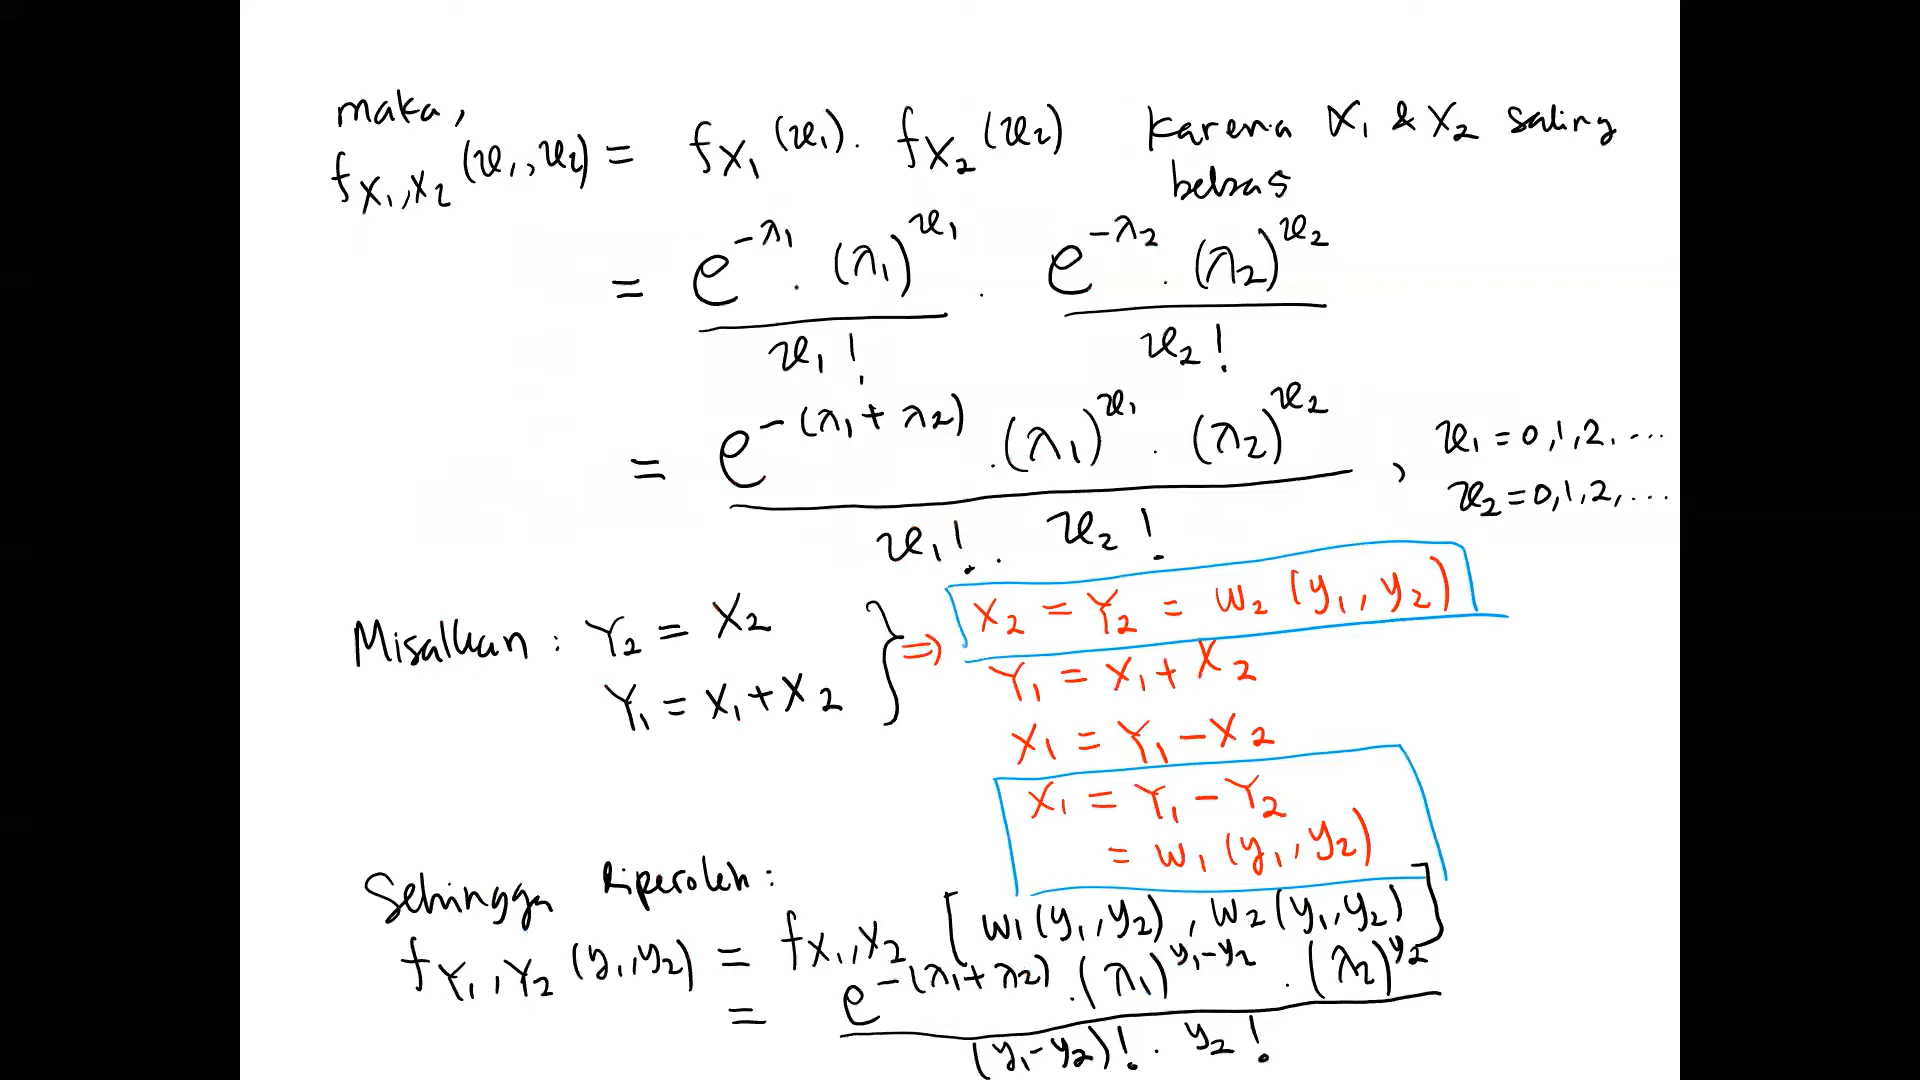 maka,
f_{X₁,X₂}(x₁,x₂) = f_{X₁}(x₁) · f_{X₂}(x₂) karena X₁ & X₂ saling
bebas
= \frac{e^{-λ₁} · (λ₁)^{x₁}}{x₁!} · \frac{e^{-λ₂} · (λ₂)^{x₂}}{x₂!}
= \frac{e^{-(λ₁+λ₂)} · (λ₁)^{x₁} · (λ₂)^{x₂}}{x₁! · x₂!} , x₁ = 0,1,2,...
x₂ = 0,1,2,...
Misalkan : Y₂ = X₂
Y₁ = X₁ + X₂
⇒ X₂ = Y₂ = w₂(y₁,y₂)
Y₁ = X₁ + X₂
X₁ = Y₁ - X₂
X₁ = Y₁ - Y₂
= w₁(y₁,y₂)
Sehingga diperoleh :
f_{Y₁,Y₂}(y₁,y₂) = f_{X₁,X₂}[w₁(y₁,y₂), w₂(y₁,y₂)]
= \frac{e^{-(λ₁+λ₂)} · (λ₁)^{y₁-y₂} · (λ₂)^{y₂}}{(y₁-y₂)! · y₂!}